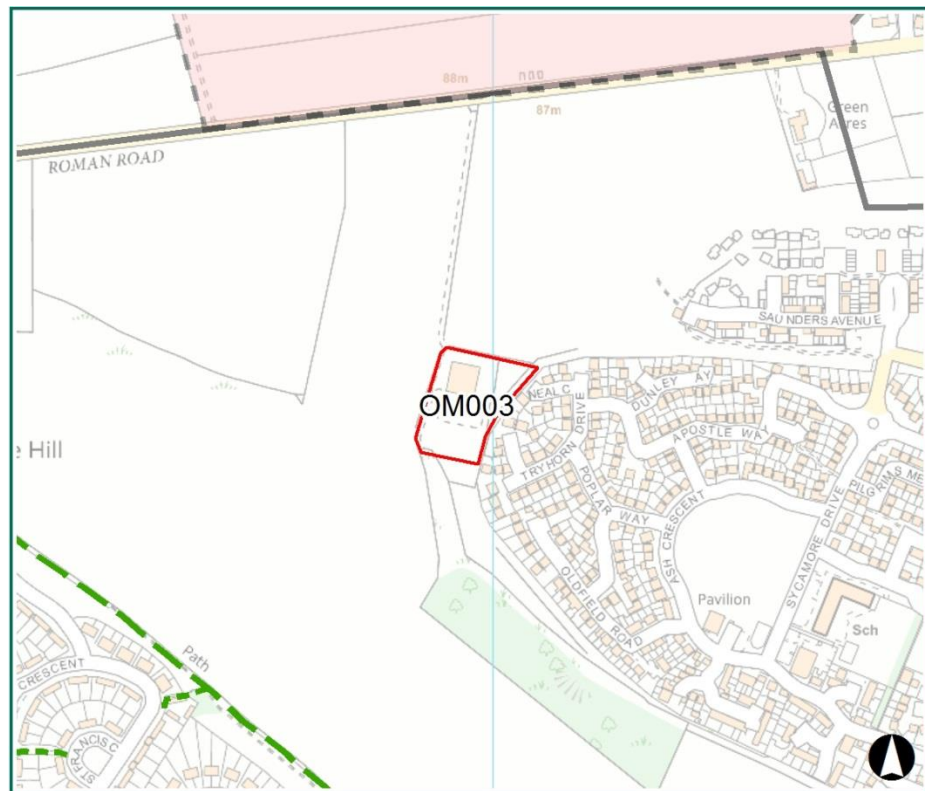 88m
87m
ROMAN ROAD
Green
Acres
SAUNDERS AVENUE
OM003
NEAL C
DUNLEY
AY
TRYHORN DRIVE
APOSTLE WAY
POPLAR WAY
ASH CRESCENT
OLDFIELD ROAD
SYCAMORE DRIVE
PILGRIMS ME
e Hill
Pavilion
Sch
Path
CRESCENT
ST FRANCIS C